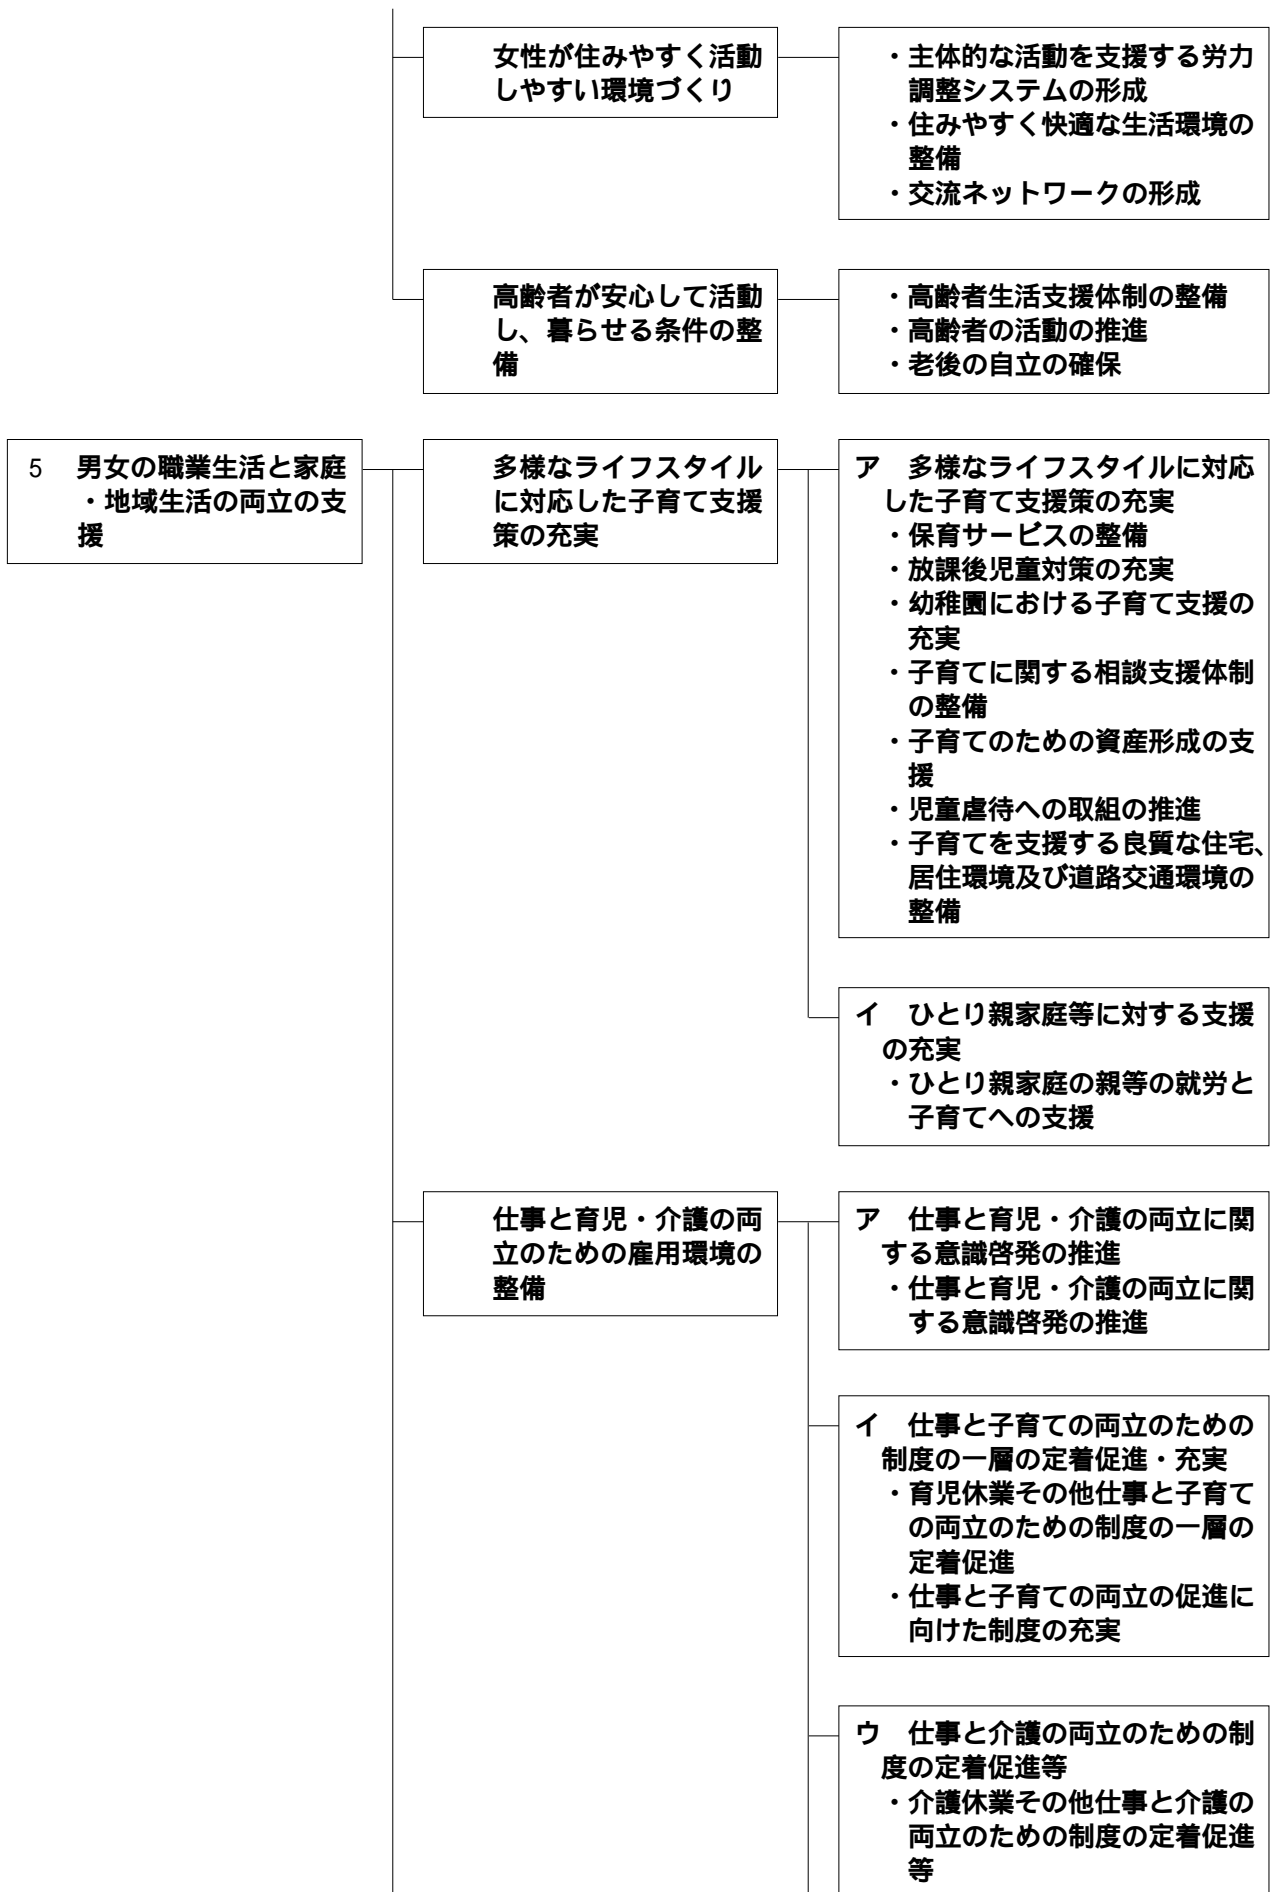 女性が住みやすく活動
しやすい環境づくり
・主体的な活動を支援する労力
調整システムの形成
・住みやすく快適な生活環境の
整備
・交流ネットワークの形成
高齢者が安心して活動
し、暮らせる条件の整
備
・高齢者生活支援体制の整備
・高齢者の活動の推進
・老後の自立の確保
5 男女の職業生活と家庭
・地域生活の両立の支
援
多様なライフスタイル
に対応した子育て支援
策の充実
ア 多様なライフスタイルに対応
した子育て支援策の充実
・保育サービスの整備
・放課後児童対策の充実
・幼稚園における子育て支援の
充実
・子育てに関する相談支援体制
の整備
・子育てのための資産形成の支
援
・児童虐待への取組の推進
・子育てを支援する良質な住宅、
居住環境及び道路交通環境の
整備
イ ひとり親家庭等に対する支援
の充実
・ひとり親家庭の親等の就労と
子育てへの支援
仕事と育児・介護の両
立のための雇用環境の
整備
ア 仕事と育児・介護の両立に関
する意識啓発の推進
・仕事と育児・介護の両立に関
する意識啓発の推進
イ 仕事と子育ての両立のための
制度の一層の定着促進・充実
・育児休業その他仕事と子育て
の両立のための制度の一層の
定着促進
・仕事と子育ての両立の促進に
向けた制度の充実
ウ 仕事と介護の両立のための制
度の定着促進等
・介護休業その他仕事と介護の
両立のための制度の定着促進
等